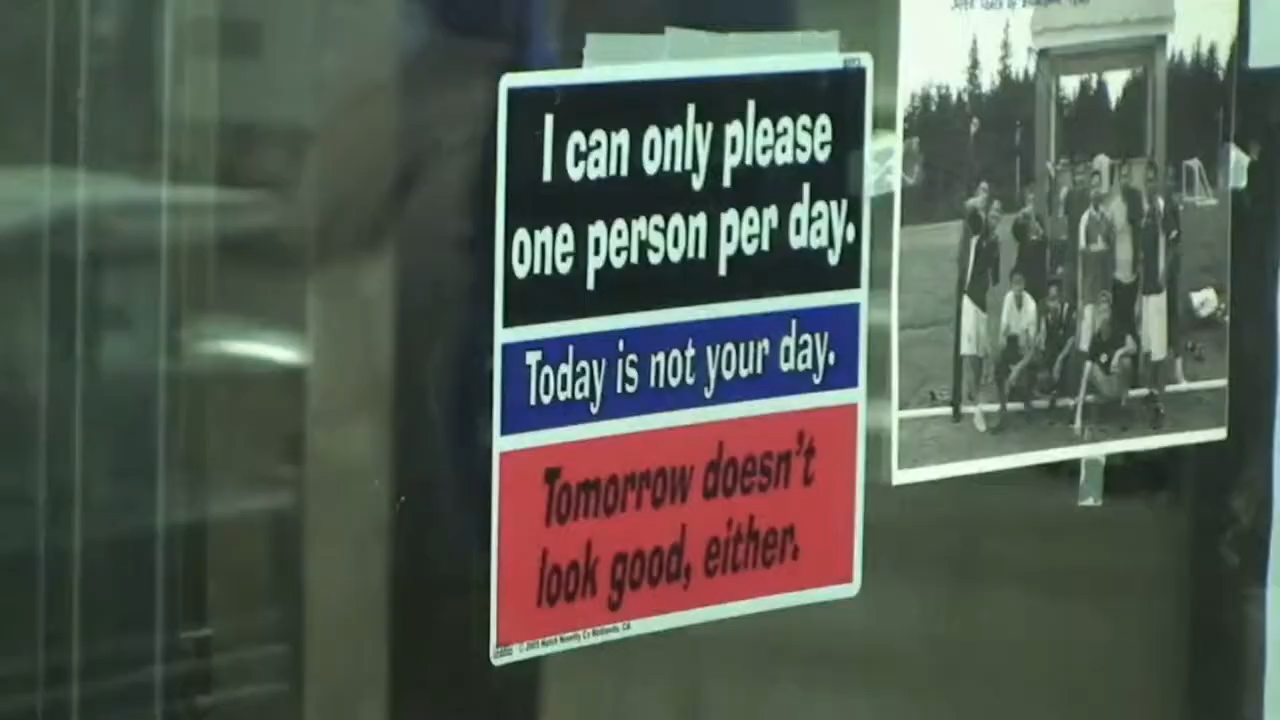 I can only please
one person per day.
Today is not your day.
Tomorrow doesn't
look good, either.